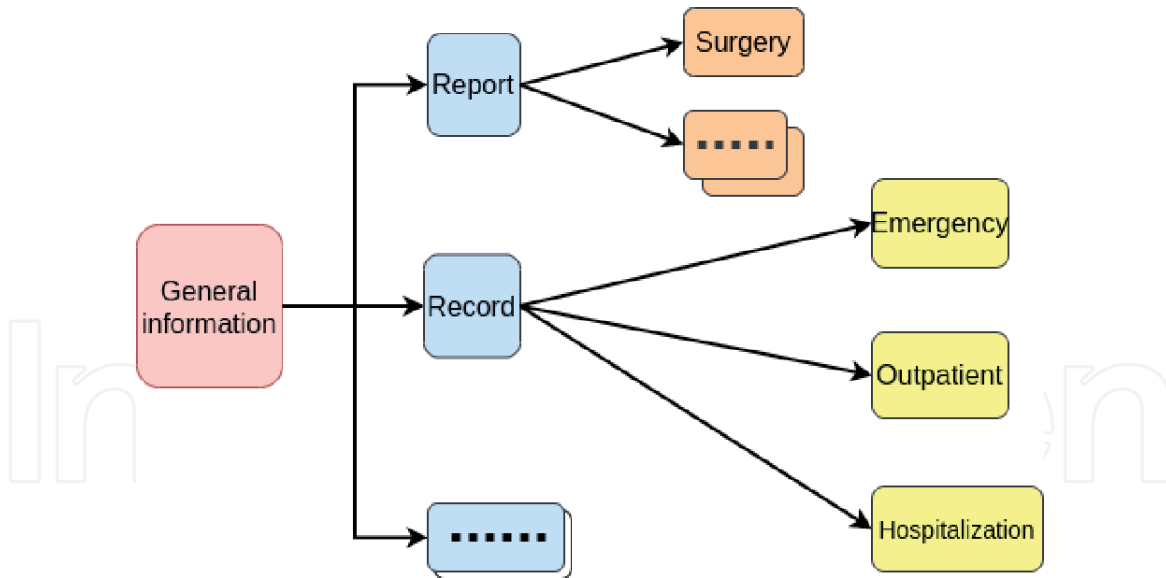 Surgery
Report
.....
Emergency
General
information
Record
Outpatient
......
Hospitalization